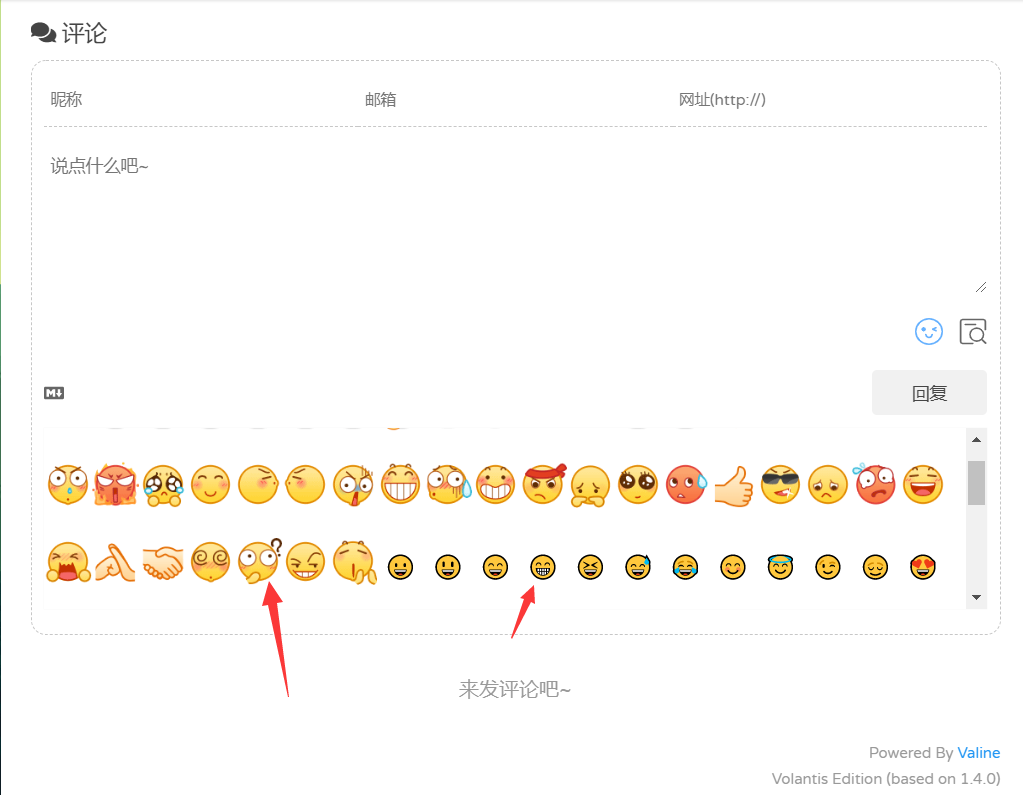 评论
昵称 邮箱 网址(http://)
说点什么吧~
M↓
回复
来发评论吧~
Powered By Valine
Volantis Edition (based on 1.4.0)